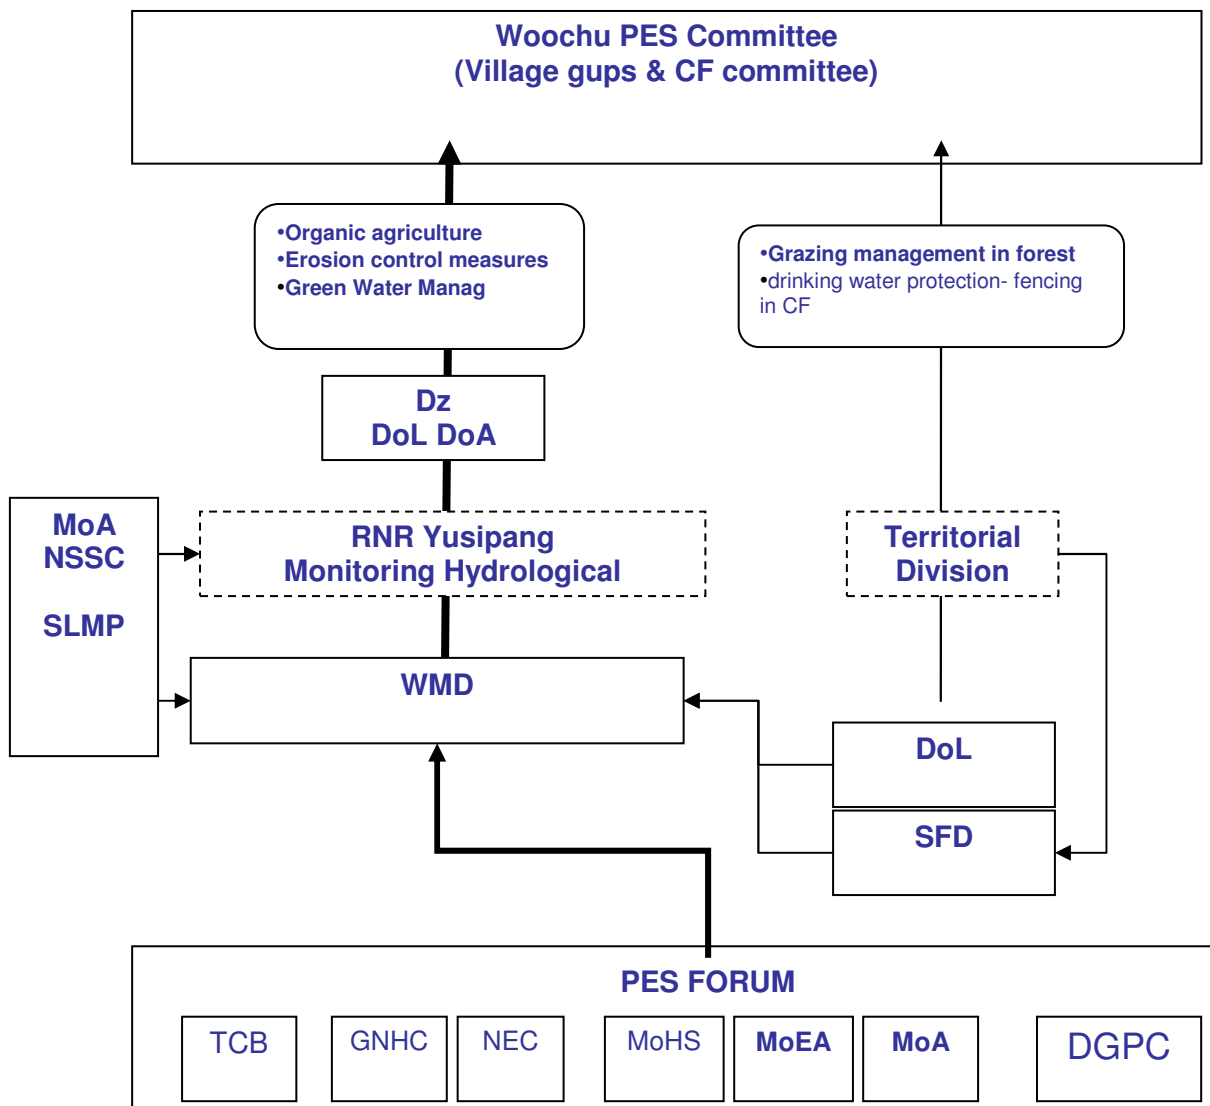 Woochu PES Committee
(Village gups & CF committee)
•Organic agriculture
•Erosion control measures
•Green Water Manag
•Grazing management in forest
•drinking water protection- fencing
in CF
Dz
DoL DoA
MoA
NSSC
SLMP
RNR Yusipang
Monitoring Hydrological
Territorial
Division
WMD
DoL
SFD
PES FORUM
TCB
GNHC
NEC
MoHS
MoEA
MoA
DGPC